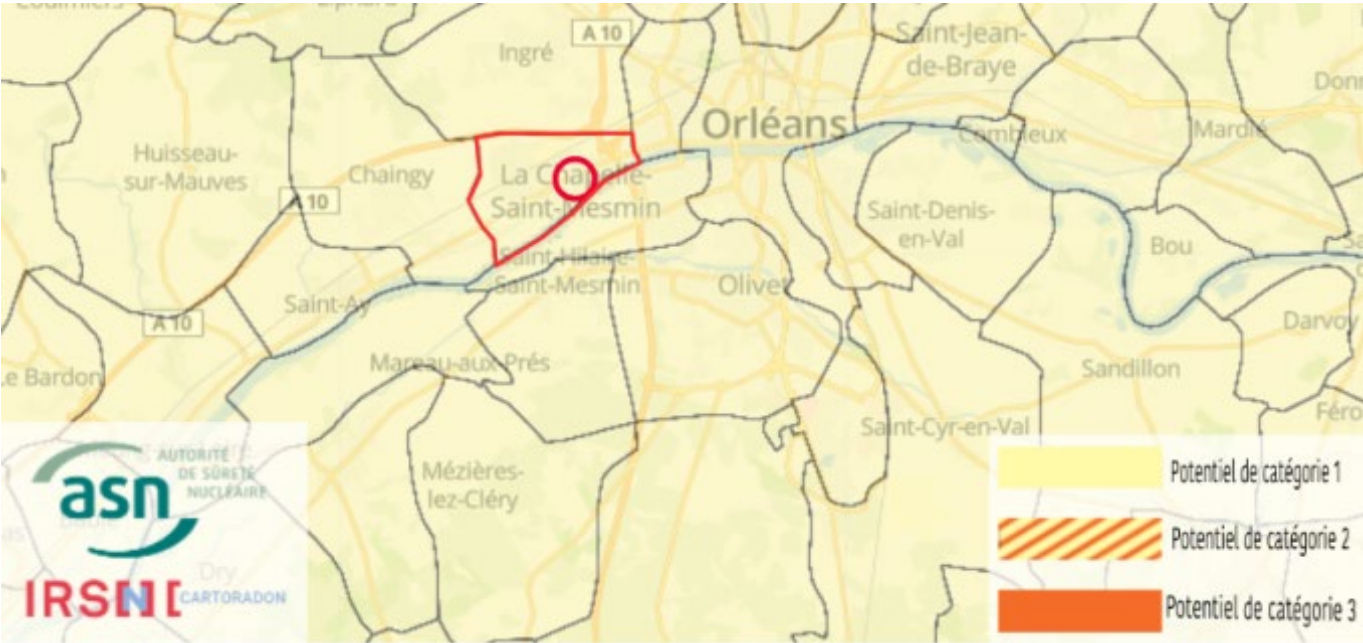 Coulmiers
Ingré
A 10
Saint-Jean-
de-Braye
Orléans
Combleux
Mardié
Huisseau-
sur-Mauves
Chaingy
La Chapelle-
Saint-Mesmin
A 10
Saint-Denis-
en-Val
Bou
Saint-Hilaire-
Saint-Mesmin
Olivet
Saint-Ay
A 10
Darvoy
Mareau-aux-Prés
Sandillon
Le Bardon
Saint-Cyr-en-Val
Mézières-
lez-Cléry
Dry
asn
AUTORITÉ
DE SÛRETÉ
NUCLÉAIRE
IRSN
CARTORADON
Potentiel de catégorie 1
Potentiel de catégorie 2
Potentiel de catégorie 3